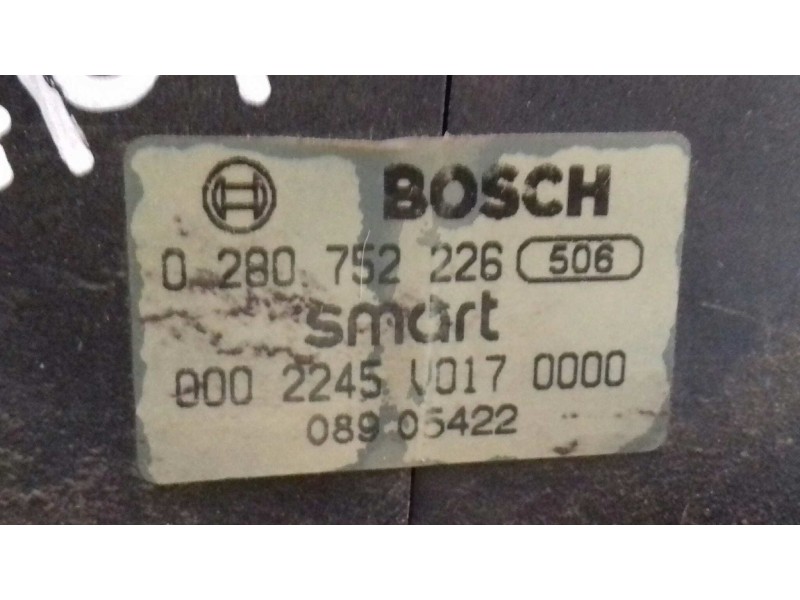 BOSCH
0 280 752 226 506
smart
000 2245 V017 0000
089 05422